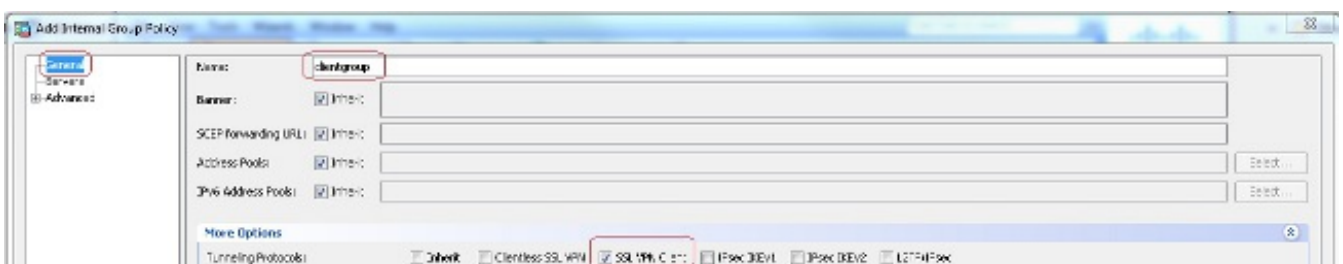 Add Internal Group Policy
General
Servers
Advanced
Name: clientgroup
Banner: Inherit
SCEP forwarding URL: Inherit
Address Pools: Inherit Select...
IPv6 Address Pools: Inherit Select...
More Options
Tunneling Protocols: Inherit Clientless SSL VPN SSL VPN Client IPsec IKEv1 IPsec IKEv2 L2TP/IPsec